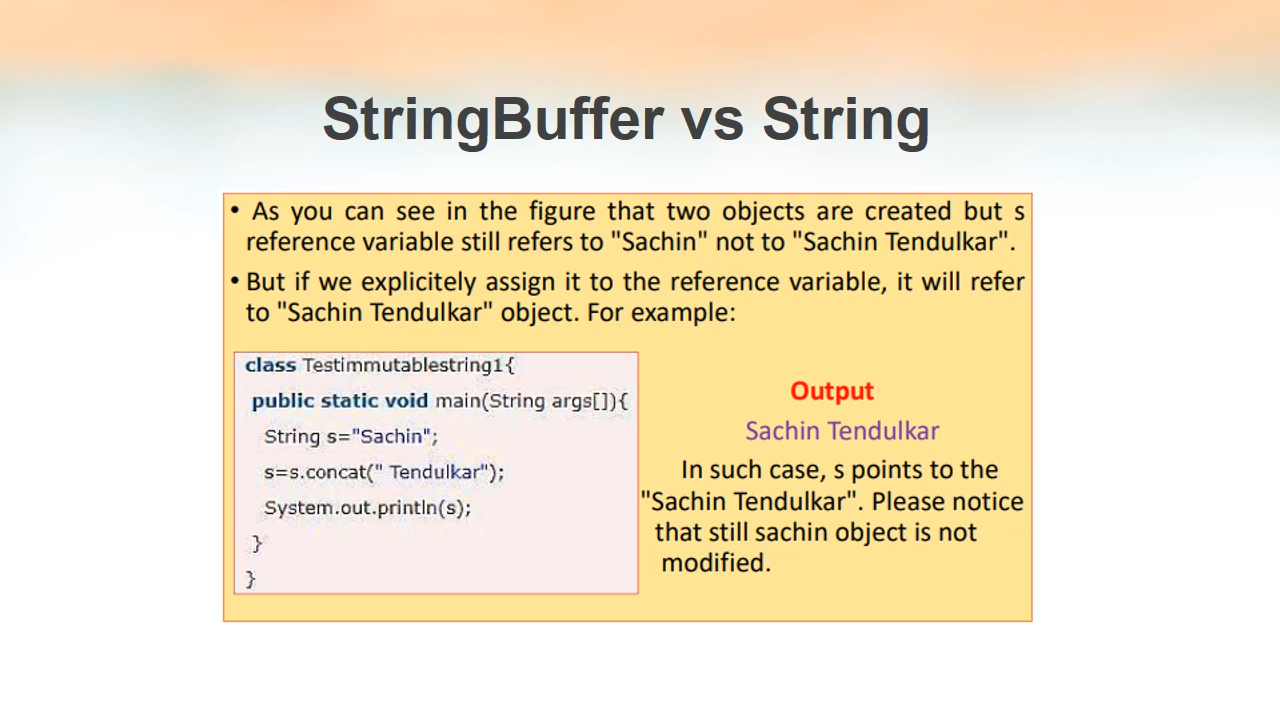 StringBuffer vs String
• As you can see in the figure that two objects are created but s
reference variable still refers to "Sachin" not to "Sachin Tendulkar".
• But if we explicitely assign it to the reference variable, it will refer
to "Sachin Tendulkar" object. For example:
class Testimmutablestring1{
public static void main(String args[]){
String s="Sachin";
s=s.concat(" Tendulkar");
System.out.println(s);
}
}
Output
Sachin Tendulkar
In such case, s points to the
"Sachin Tendulkar". Please notice
that still sachin object is not
modified.